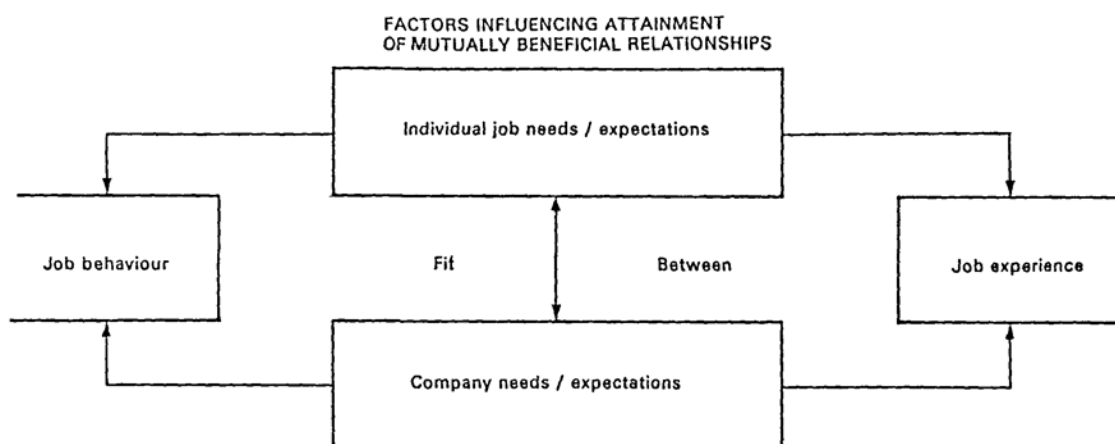 FACTORS INFLUENCING ATTAINMENT
OF MUTUALLY BENEFICIAL RELATIONSHIPS
Individual job needs / expectations
Job behaviour
Fit
Between
Job experience
Company needs / expectations